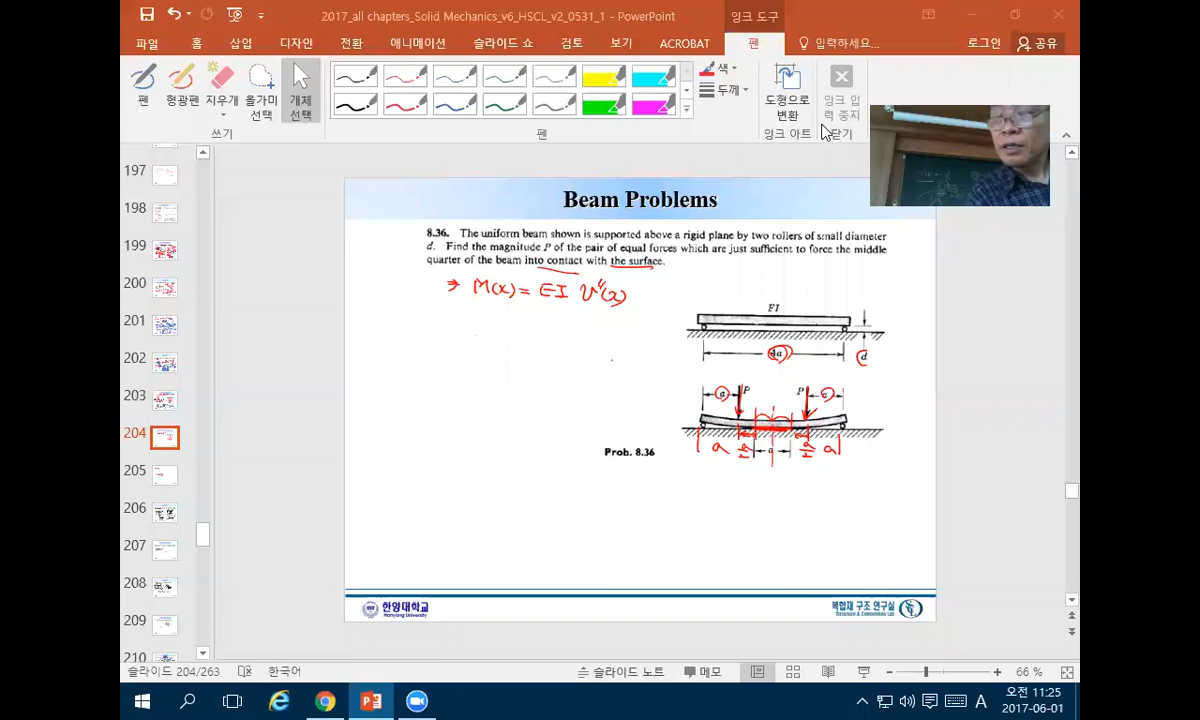 2017_all chapters_Solid Mechanics_v6_HSCL_v2_0531_1 - PowerPoint
잉크 도구
파일 홈 삽입 디자인 전환 애니메이션 슬라이드 쇼 검토 보기 ACROBAT 펜 입력하세요... 로그인 공유
펜 형광펜 지우개 올가미 선택 개체 선택
색
두께
도형으로 변환
잉크 입력 중지
쓰기 펜 잉크 아트 닫기
197
198
199
200
201
202
203
204
205
206
207
208
209
210
Beam Problems
8.36. The uniform beam shown is supported above a rigid plane by two rollers of small diameter
d. Find the magnitude P of the pair of equal forces which are just sufficient to force the middle
quarter of the beam into contact with the surface.
⇒ M(x) = EI v''(x)
EI
4a
d
a P P a
a a a
Prob. 8.36
한양대학교
Hanyang University
복합재 구조 연구실
슬라이드 204/263 한국어 슬라이드 노트 메모 66 %
A 오전 11:25
2017-06-01